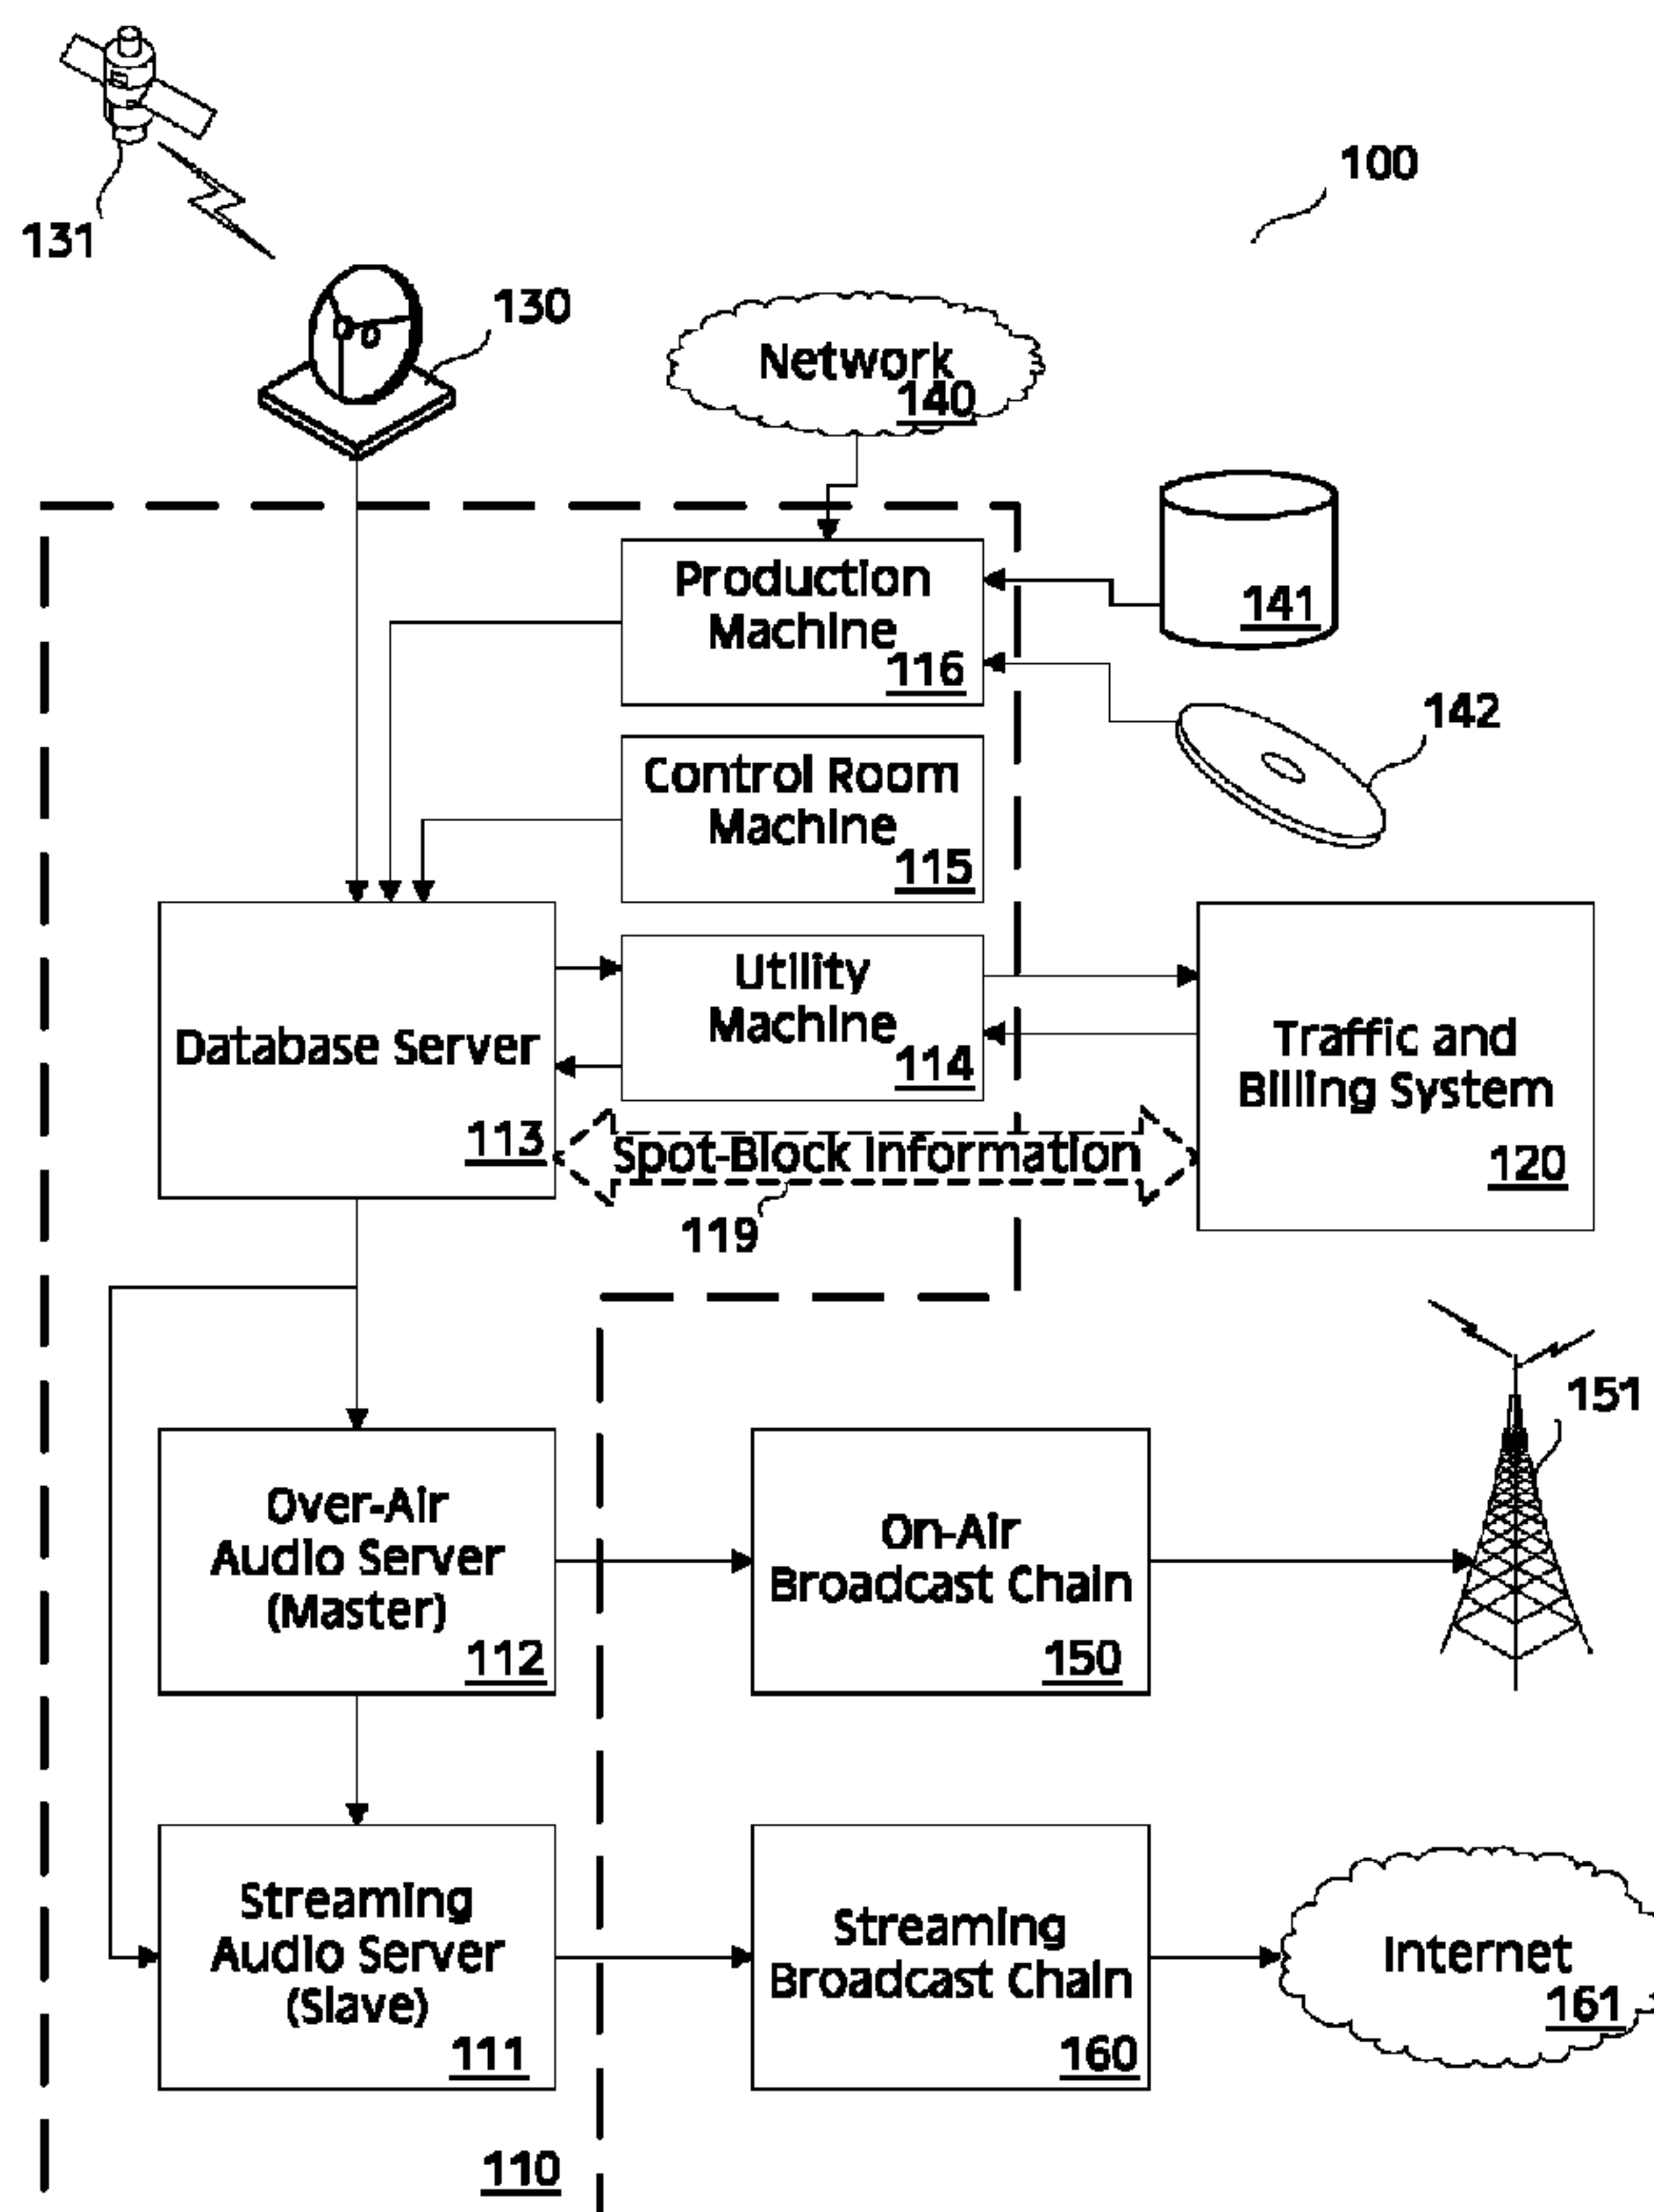 100
131
130
Network
140
Production
Machine
116
141
142
Control Room
Machine
115
Utility
Machine
114
Database Server
113
Traffic and
Billing System
120
Spot-Block Information
119
151
Over-Air
Audio Server
(Master)
112
On-Air
Broadcast Chain
150
Streaming
Audio Server
(Slave)
111
Streaming
Broadcast Chain
160
Internet
161
110